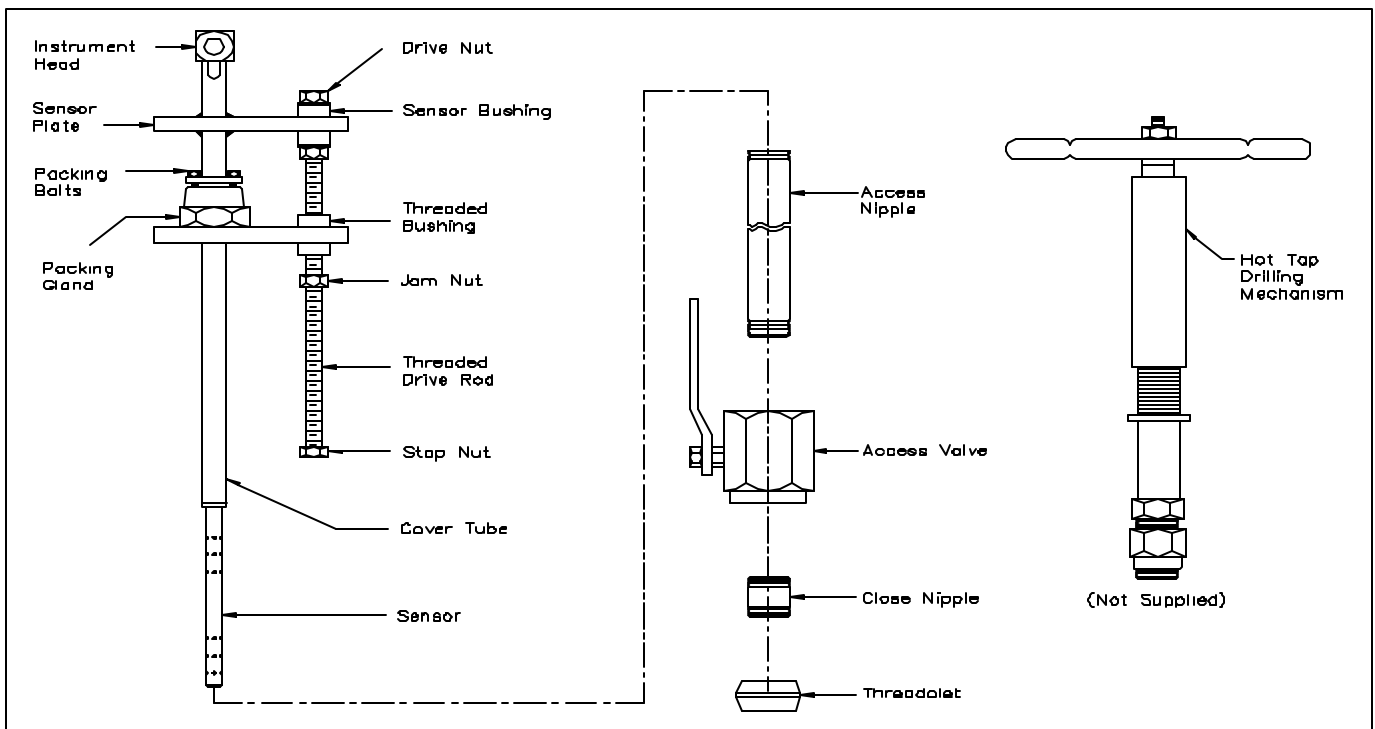 Instrument
Head
Sensor
Plate
Packing
Bolts
Packing
Gland
Drive Nut
Sensor Bushing
Threaded
Bushing
Jam Nut
Threaded
Drive Rod
Stop Nut
Cover Tube
Sensor
Access
Nipple
Access Valve
Close Nipple
Threadolet
Hot Tap
Drilling
Mechanism
(Not Supplied)